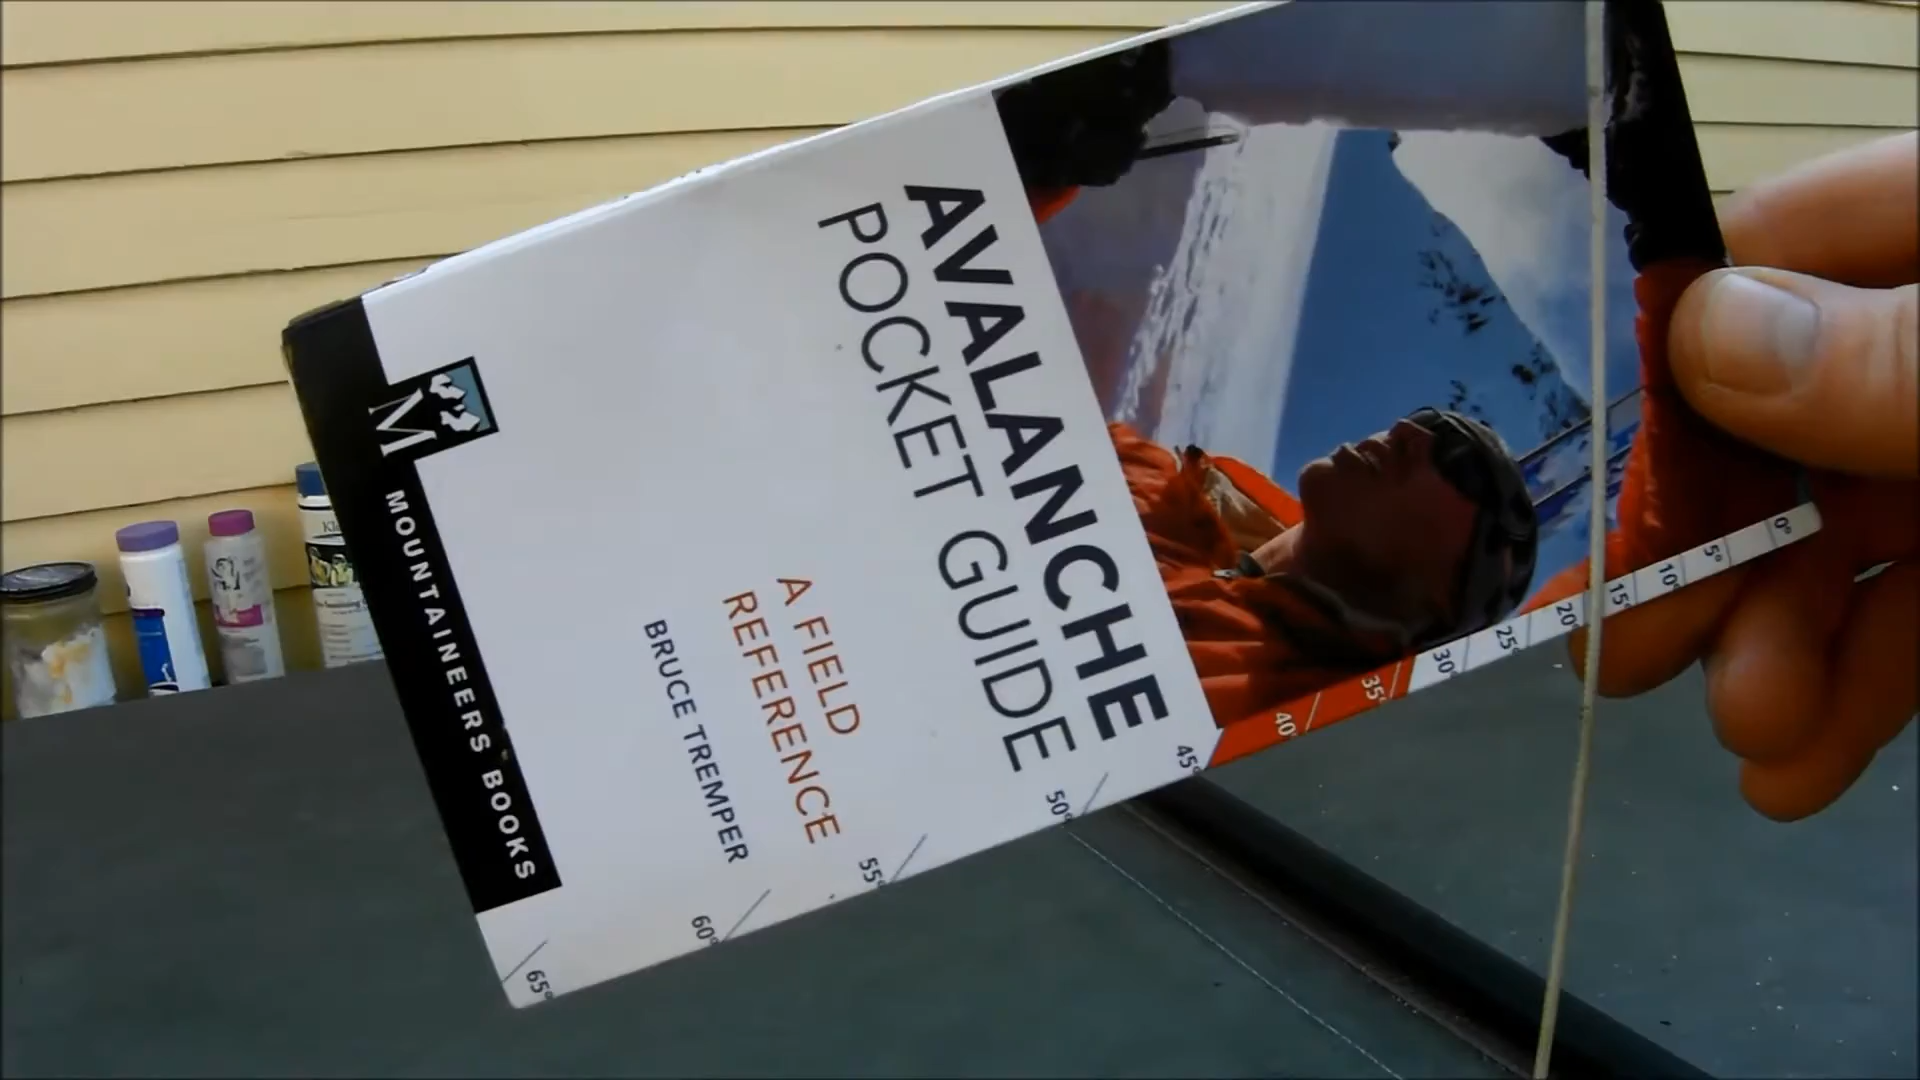 AVALANCHE
POCKET GUIDE
A FIELD
REFERENCE
BRUCE TREMPER
M
MOUNTAINEERS BOOKS
0°
5°
10°
15°
20°
25°
30°
35°
40°
45°
50°
55°
60°
65°